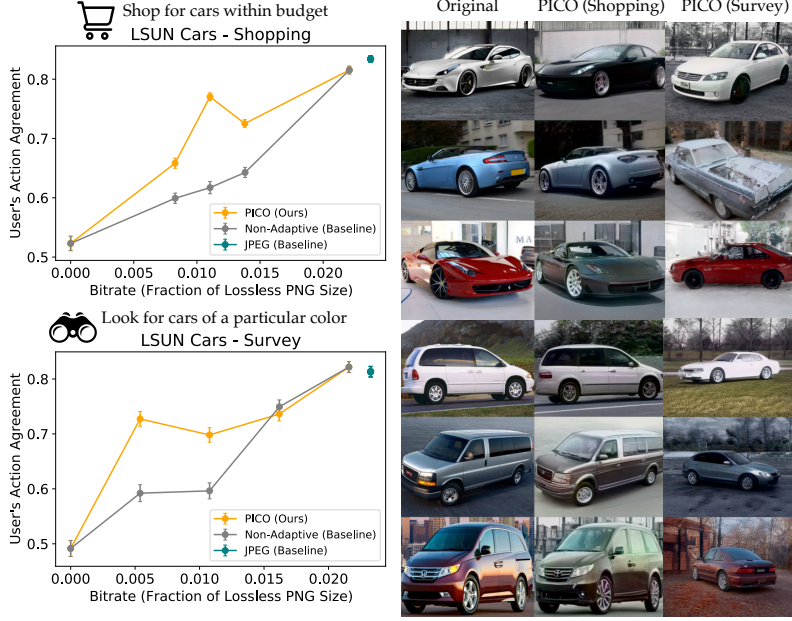 Shop for cars within budget
LSUN Cars - Shopping
User's Action Agreement
0.8
0.7
0.6
0.5
PICO (Ours)
Non-Adaptive (Baseline)
JPEG (Baseline)
0.000 0.005 0.010 0.015 0.020
Bitrate (Fraction of Lossless PNG Size)
Look for cars of a particular color
LSUN Cars - Survey
User's Action Agreement
0.8
0.7
0.6
0.5
PICO (Ours)
Non-Adaptive (Baseline)
JPEG (Baseline)
0.000 0.005 0.010 0.015 0.020
Bitrate (Fraction of Lossless PNG Size)
Original PICO (Shopping) PICO (Survey)